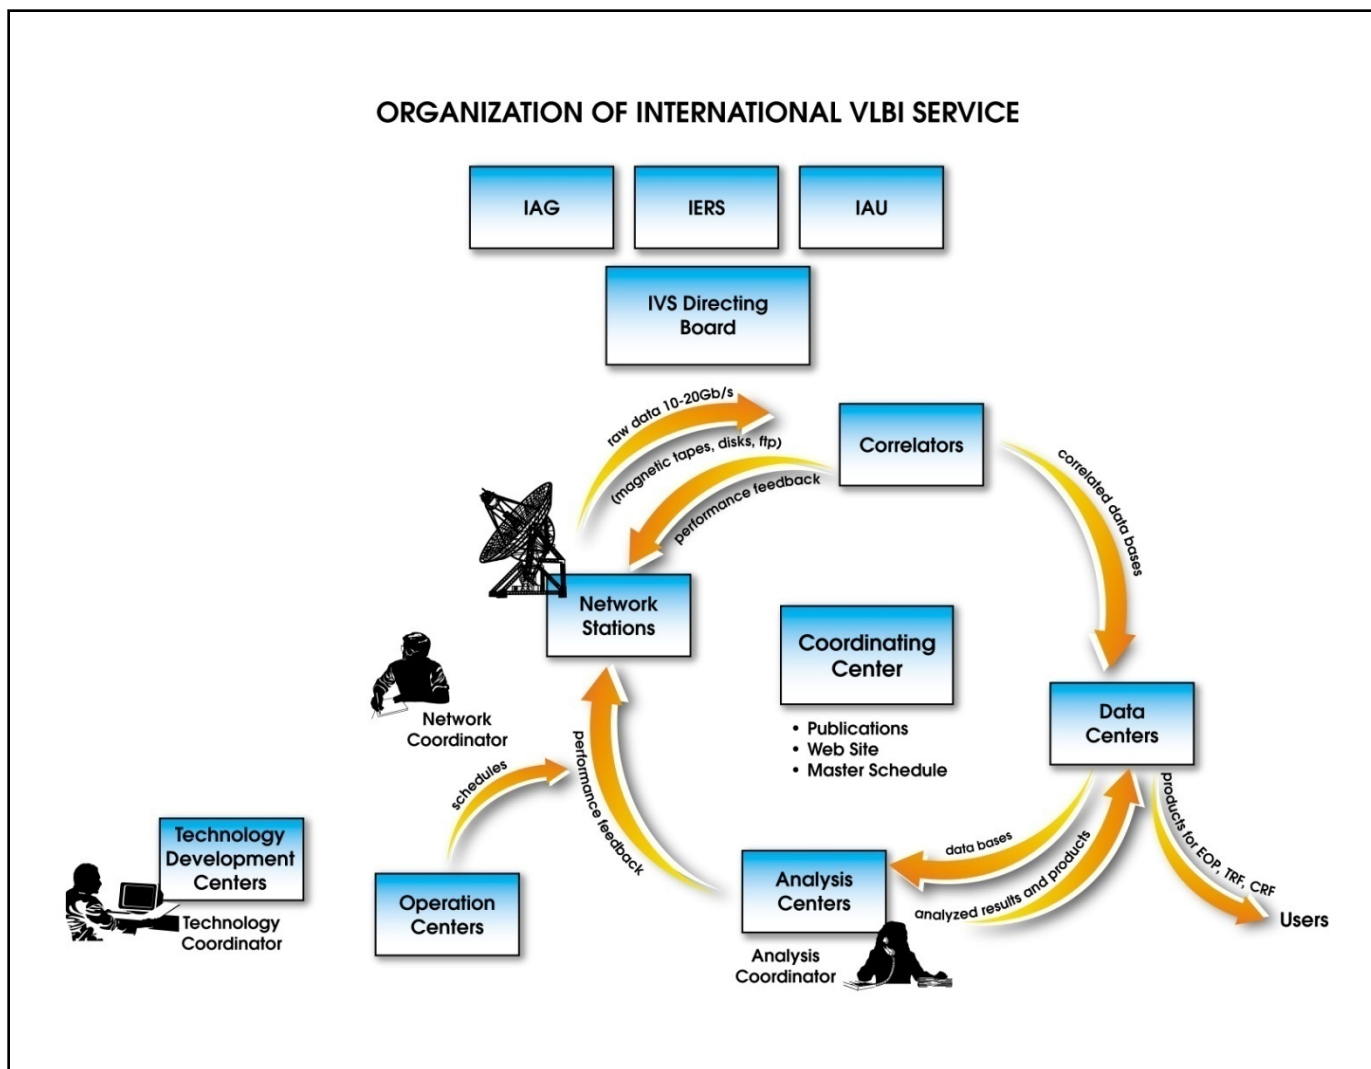 ORGANIZATION OF INTERNATIONAL VLBI SERVICE
IAG
IERS
IAU
IVS Directing
Board
raw data 10-20Gb/s
(magnetic tapes, disks, ftp)
performance feedback
Correlators
correlated data bases
Network
Stations
Coordinating
Center
• Publications
• Web Site
• Master Schedule
Network
Coordinator
Data
Centers
schedules
performance feedback
Technology
Development
Centers
Technology
Coordinator
Operation
Centers
Analysis
Centers
Analysis
Coordinator
data bases
analyzed results and products
products for EOP, TRF, CRF
Users